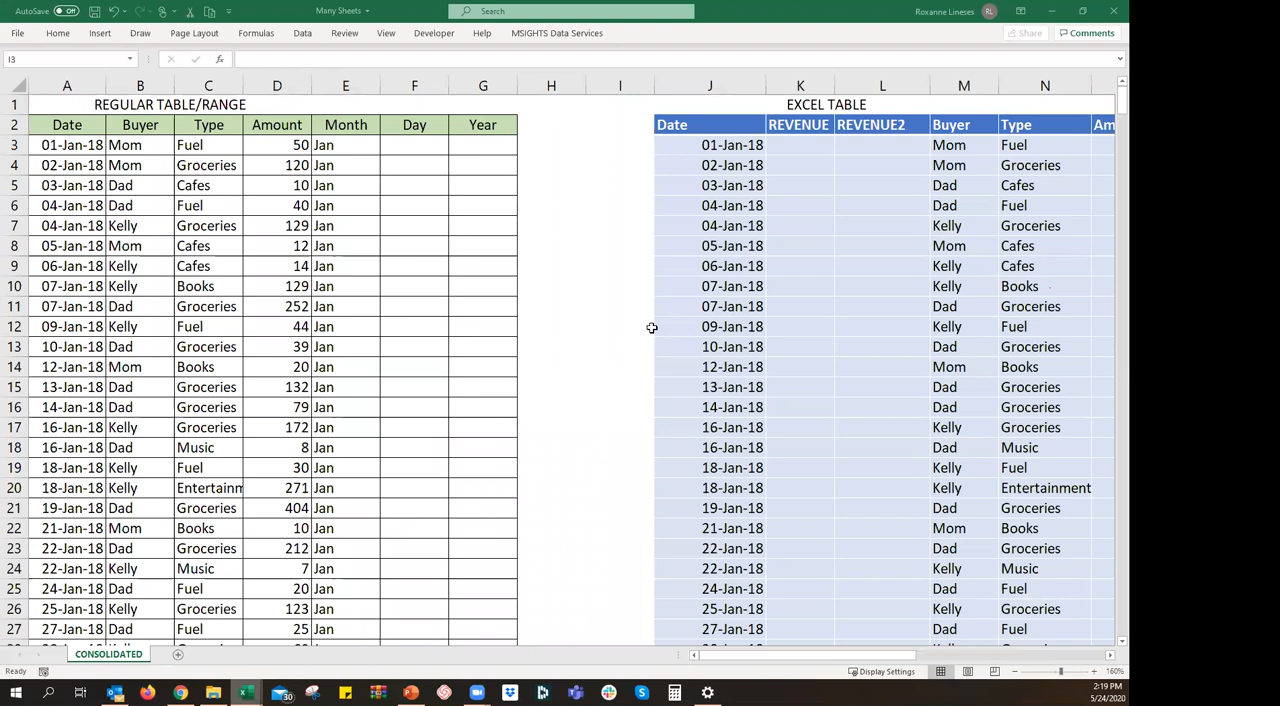 AutoSave Off Many Sheets Search Roxanne Lineses RL
File Home Insert Draw Page Layout Formulas Data Review View Developer Help MSIGHTS Data Services Share Comments
I3 fx
A B C D E F G H I J K L M N
1 REGULAR TABLE/RANGE EXCEL TABLE
2 Date Buyer Type Amount Month Day Year Date REVENUE REVENUE2 Buyer Type Am
3 01-Jan-18 Mom Fuel 50 Jan 01-Jan-18 Mom Fuel
4 02-Jan-18 Mom Groceries 120 Jan 02-Jan-18 Mom Groceries
5 03-Jan-18 Dad Cafes 10 Jan 03-Jan-18 Dad Cafes
6 04-Jan-18 Dad Fuel 40 Jan 04-Jan-18 Dad Fuel
7 04-Jan-18 Kelly Groceries 129 Jan 04-Jan-18 Kelly Groceries
8 05-Jan-18 Mom Cafes 12 Jan 05-Jan-18 Mom Cafes
9 06-Jan-18 Kelly Cafes 14 Jan 06-Jan-18 Kelly Cafes
10 07-Jan-18 Kelly Books 129 Jan 07-Jan-18 Kelly Books
11 07-Jan-18 Dad Groceries 252 Jan 07-Jan-18 Dad Groceries
12 09-Jan-18 Kelly Fuel 44 Jan 09-Jan-18 Kelly Fuel
13 10-Jan-18 Dad Groceries 39 Jan 10-Jan-18 Dad Groceries
14 12-Jan-18 Mom Books 20 Jan 12-Jan-18 Mom Books
15 13-Jan-18 Dad Groceries 132 Jan 13-Jan-18 Dad Groceries
16 14-Jan-18 Dad Groceries 79 Jan 14-Jan-18 Dad Groceries
17 16-Jan-18 Kelly Groceries 172 Jan 16-Jan-18 Kelly Groceries
18 16-Jan-18 Dad Music 8 Jan 16-Jan-18 Dad Music
19 18-Jan-18 Kelly Fuel 30 Jan 18-Jan-18 Kelly Fuel
20 18-Jan-18 Kelly Entertainm 271 Jan 18-Jan-18 Kelly Entertainment
21 19-Jan-18 Dad Groceries 404 Jan 19-Jan-18 Dad Groceries
22 21-Jan-18 Mom Books 10 Jan 21-Jan-18 Mom Books
23 22-Jan-18 Dad Groceries 212 Jan 22-Jan-18 Dad Groceries
24 22-Jan-18 Kelly Music 7 Jan 22-Jan-18 Kelly Music
25 24-Jan-18 Dad Fuel 20 Jan 24-Jan-18 Dad Fuel
26 25-Jan-18 Kelly Groceries 123 Jan 25-Jan-18 Kelly Groceries
27 27-Jan-18 Dad Fuel 25 Jan 27-Jan-18 Dad Fuel
CONSOLIDATED
Ready Display Settings 160%
30 2:19 PM
5/24/2020